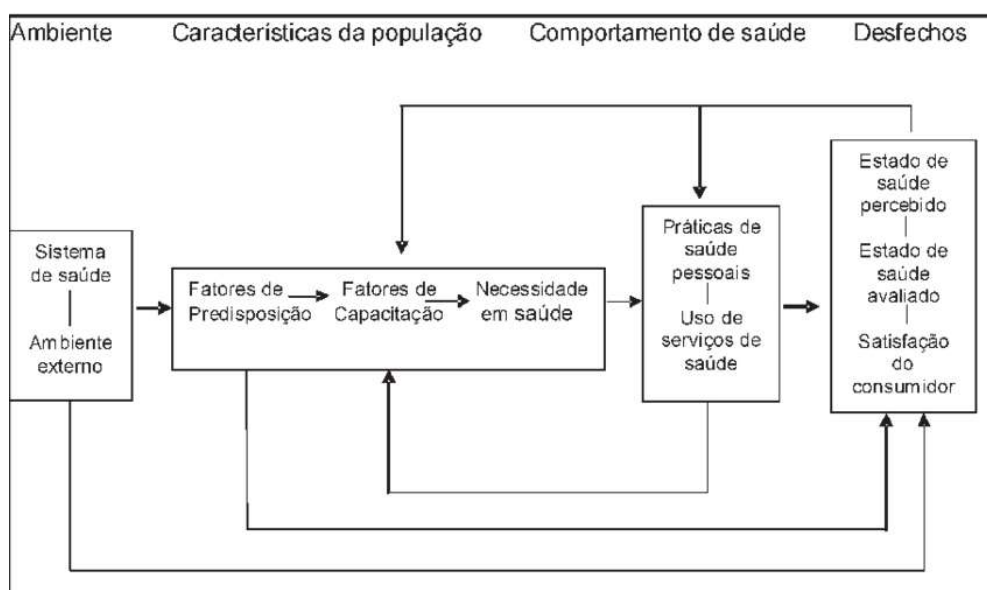 Ambiente
Características da população
Comportamento de saúde
Desfechos
Sistema
de saúde
Ambiente
externo
Fatores de
Predisposição
Fatores de
Capacitação
Necessidade
em saúde
Práticas de
saúde
pessoais
Uso de
serviços de
saúde
Estado de
saúde
percebido
Estado de
saúde
avaliado
Satisfação
do
consumidor